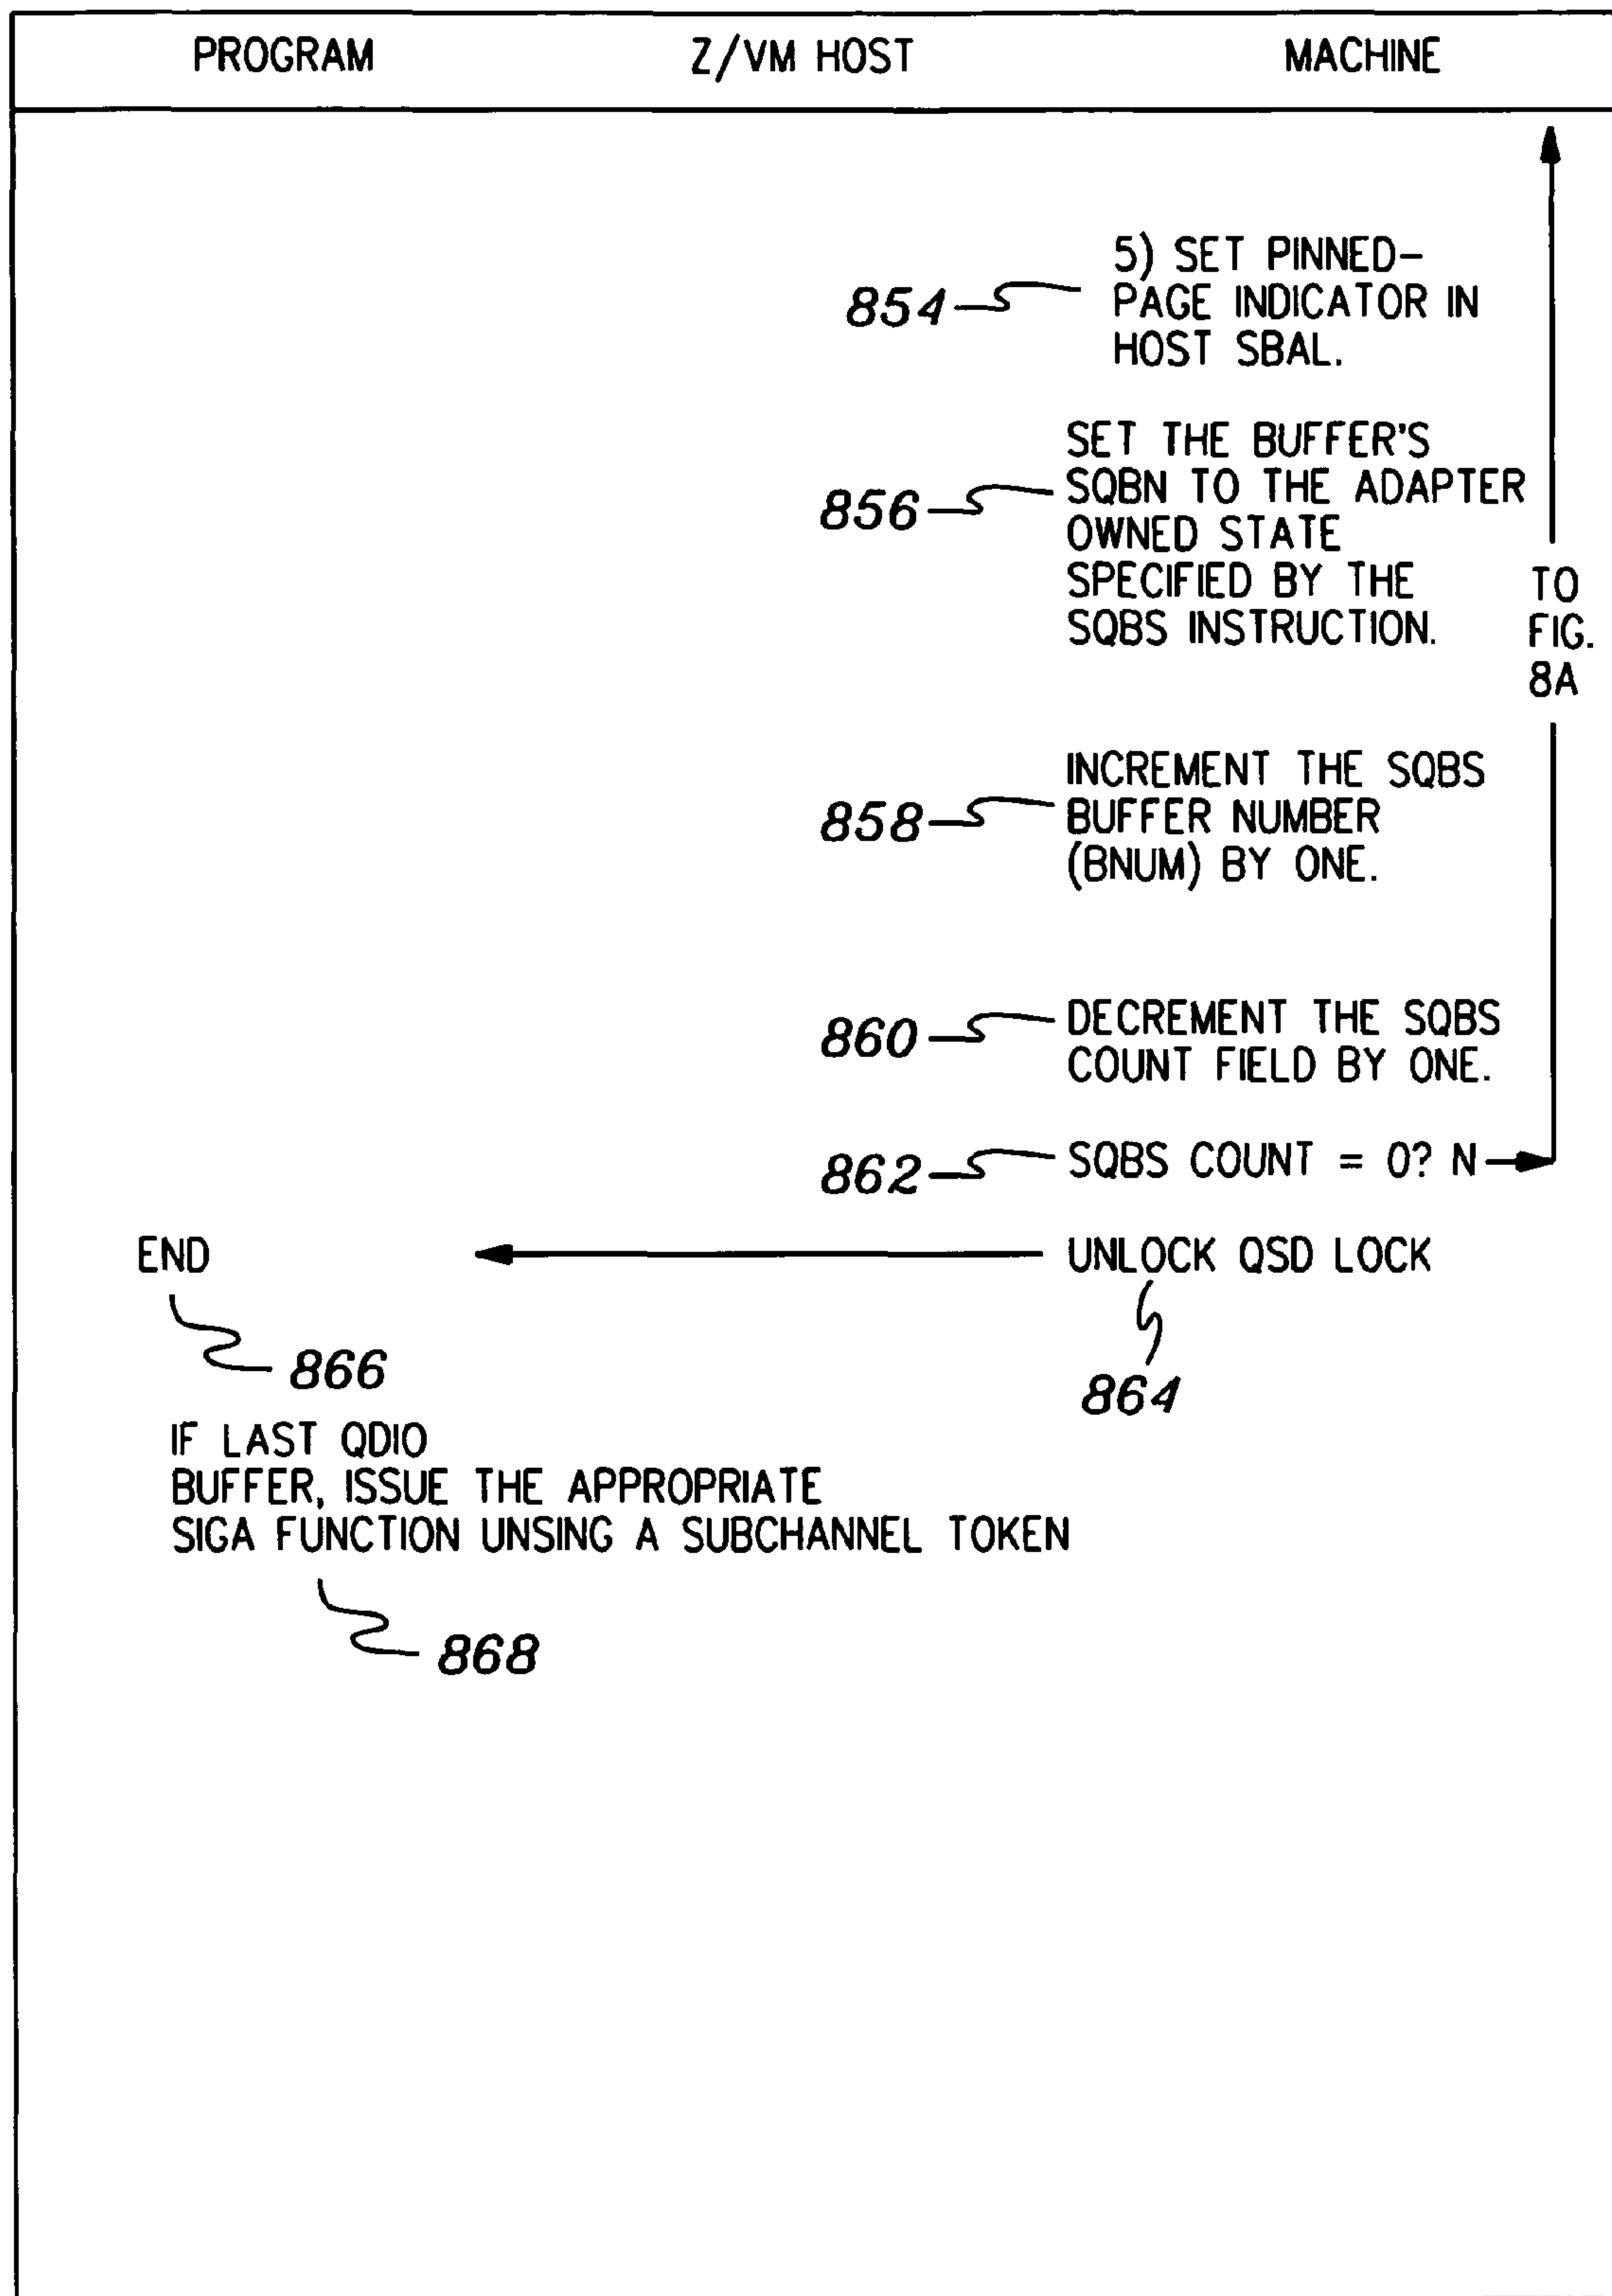 PROGRAM Z/VM HOST MACHINE
5) SET PINNED-
854 PAGE INDICATOR IN
HOST SBAL.
SET THE BUFFER'S
856 SQBN TO THE ADAPTER
OWNED STATE
SPECIFIED BY THE
SQBS INSTRUCTION.
TO
FIG.
8A
INCREMENT THE SQBS
858 BUFFER NUMBER
(BNUM) BY ONE.
860 DECREMENT THE SQBS
COUNT FIELD BY ONE.
862 SQBS COUNT = 0? N
END UNLOCK QSD LOCK
866
864
IF LAST QDIO
BUFFER, ISSUE THE APPROPRIATE
SIGA FUNCTION UNSING A SUBCHANNEL TOKEN
868